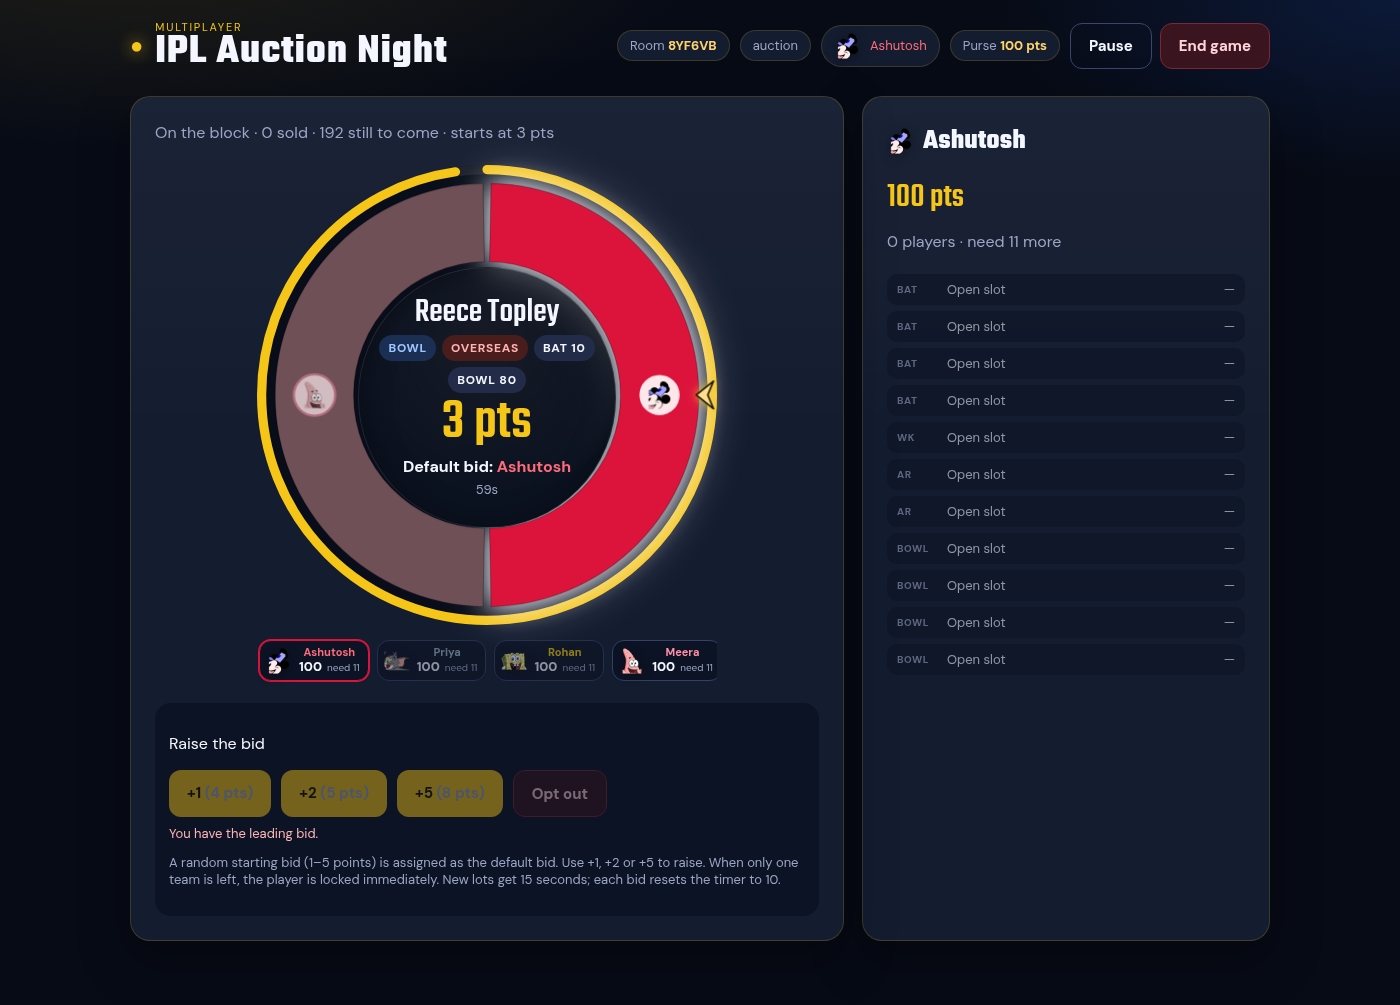 MULTIPLAYER
IPL Auction Night
Room 8YF6VB
auction
Ashutosh
Purse 100 pts
Pause
End game
On the block · 0 sold · 192 still to come · starts at 3 pts
Reece Topley
BOWL OVERSEAS BAT 10
BOWL 80
3 pts
Default bid: Ashutosh
59s
Ashutosh
100 need 11
Priya
100 need 11
Rohan
100 need 11
Meera
100 need 11
Raise the bid
+1 (4 pts) +2 (5 pts) +5 (8 pts) Opt out
You have the leading bid.
A random starting bid (1–5 points) is assigned as the default bid. Use +1, +2 or +5 to raise. When only one
team is left, the player is locked immediately. New lots get 15 seconds; each bid resets the timer to 10.
Ashutosh
100 pts
0 players · need 11 more
BAT Open slot —
BAT Open slot —
BAT Open slot —
BAT Open slot —
WK Open slot —
AR Open slot —
AR Open slot —
BOWL Open slot —
BOWL Open slot —
BOWL Open slot —
BOWL Open slot —